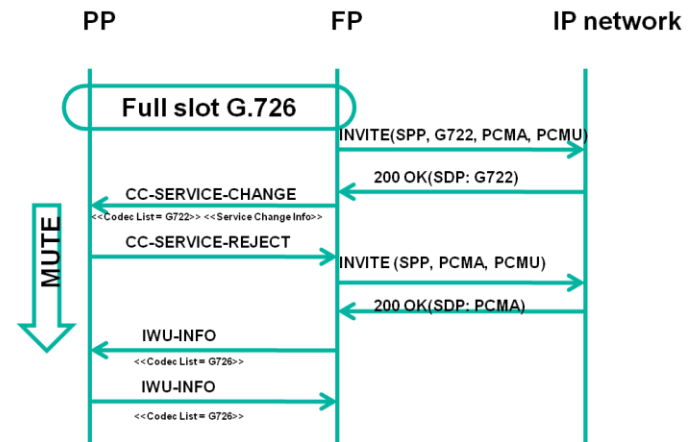 PP FP IP network
Full slot G.726
INVITE(SPP, G722, PCMA, PCMU)
200 OK(SDP: G722)
CC-SERVICE-CHANGE
<<Codec List = G722>> <<Service Change Info>>
MUTE
CC-SERVICE-REJECT
INVITE (SPP, PCMA, PCMU)
200 OK(SDP: PCMA)
IWU-INFO
<<Codec List = G726>>
IWU-INFO
<<Codec List = G726>>